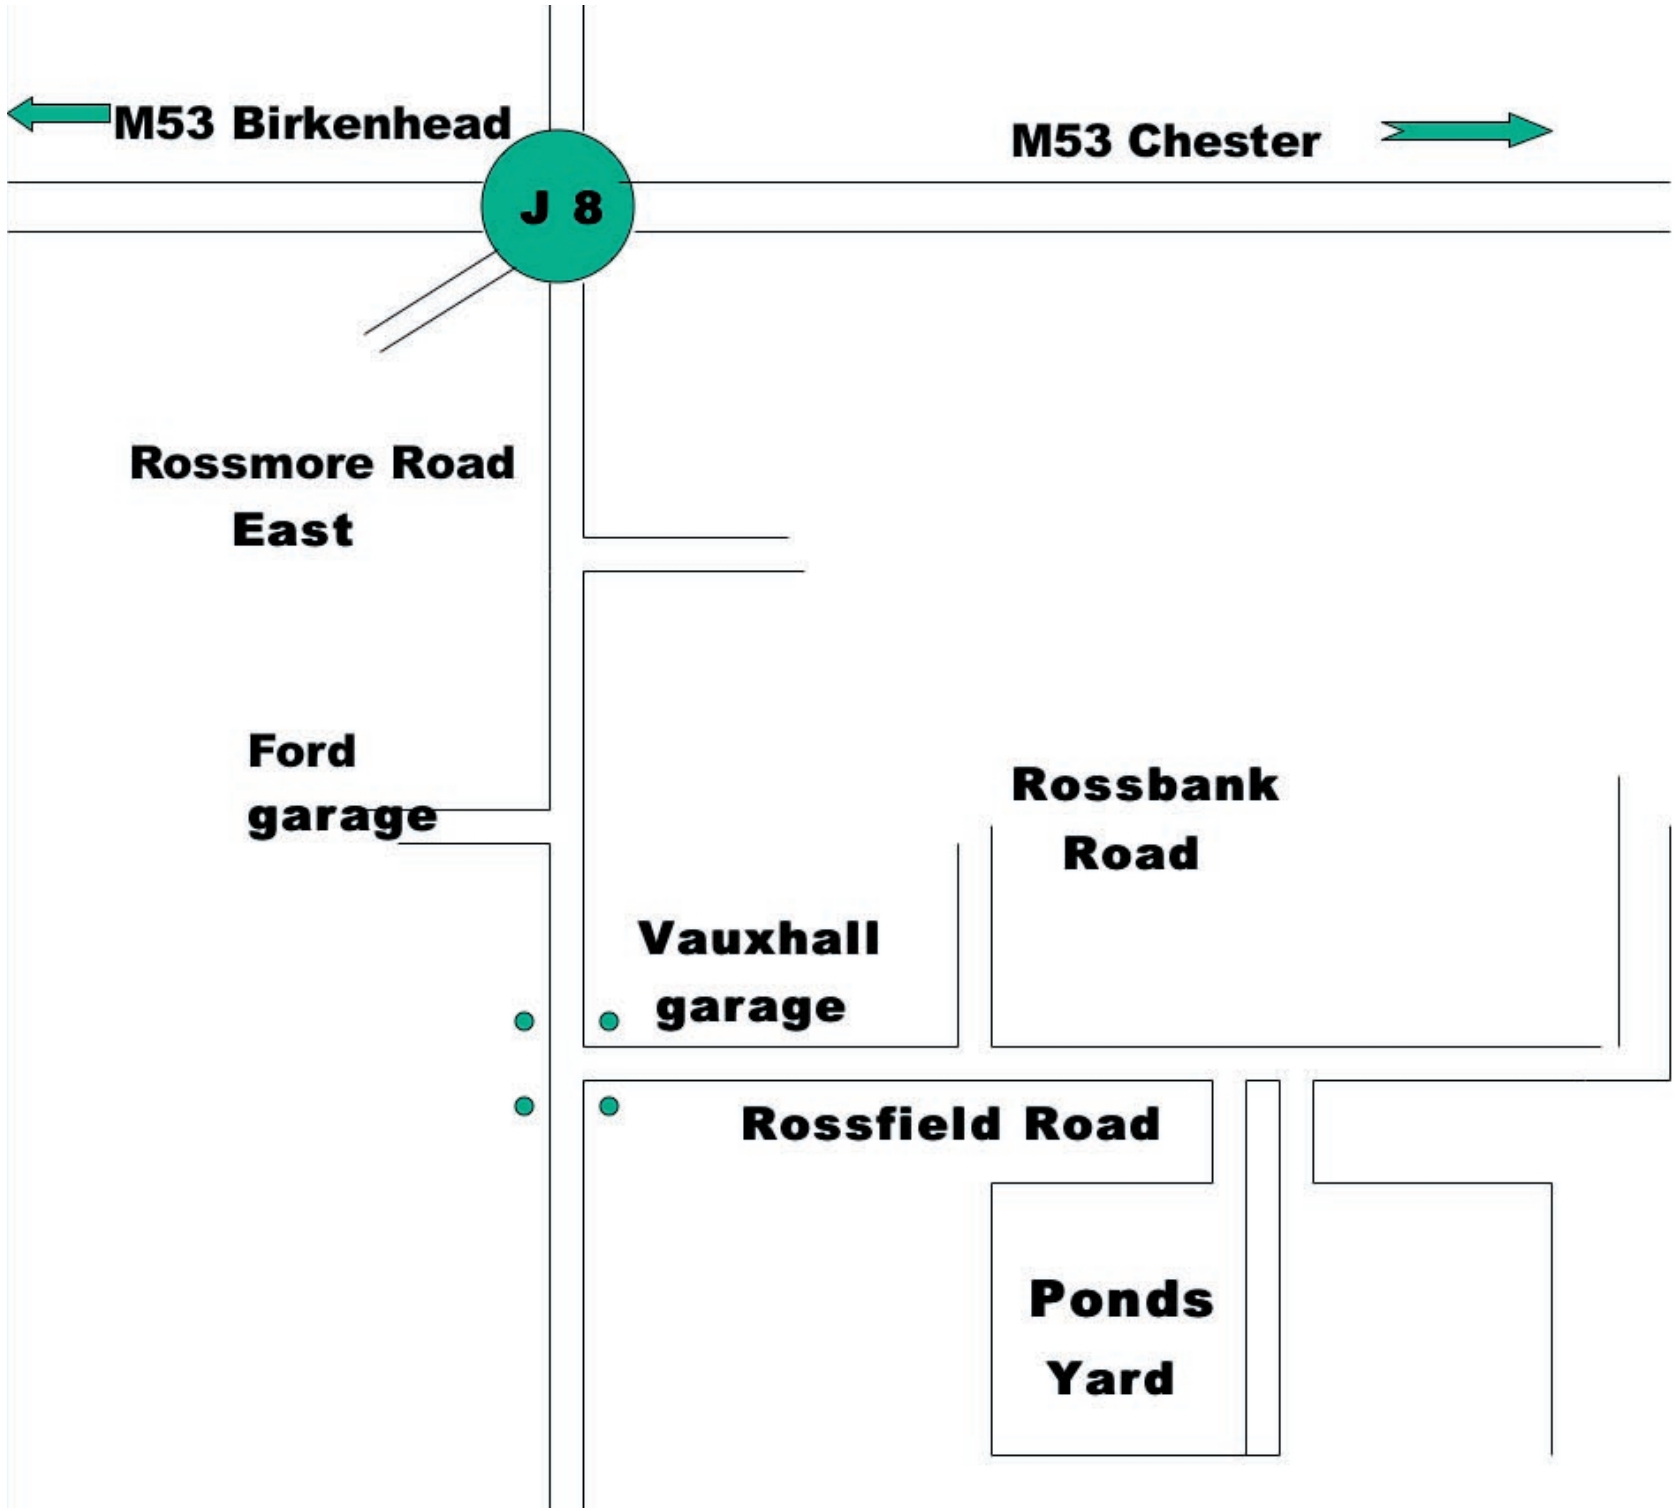 M53 Birkenhead
M53 Chester
J 8
Rossmore Road
East
Ford
garage
Rossbank
Road
Vauxhall
garage
Rossfield Road
Ponds
Yard